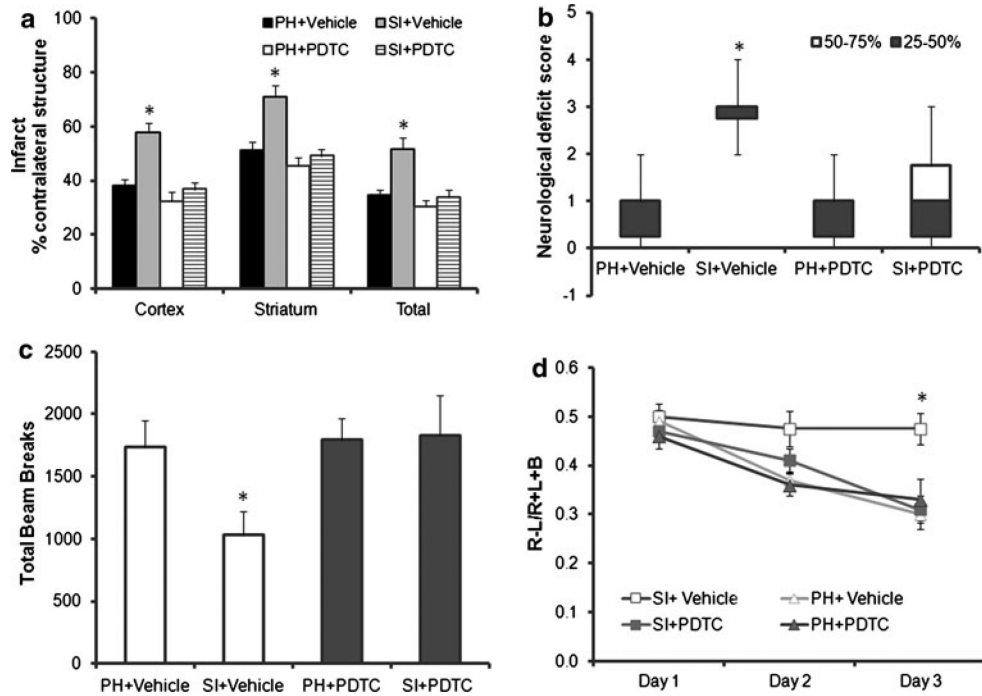 a
100
80
60
40
20
0
Infarct
% contralateral structure
PH+Vehicle
SI+Vehicle
PH+PDTC
SI+PDTC
*
*
*
Cortex
Striatum
Total
b
5
4
3
2
1
0
-1
Neurological deficit score
50-75%
25-50%
*
PH+Vehicle
SI+Vehicle
PH+PDTC
SI+PDTC
c
2500
2000
1500
1000
500
0
Total Beam Breaks
*
PH+Vehicle
SI+Vehicle
PH+PDTC
SI+PDTC
d
0.6
0.5
0.4
0.3
0.2
0.1
0.0
R-L/R+L+B
*
SI+ Vehicle
PH+ Vehicle
SI+PDTC
PH+PDTC
Day 1
Day 2
Day 3